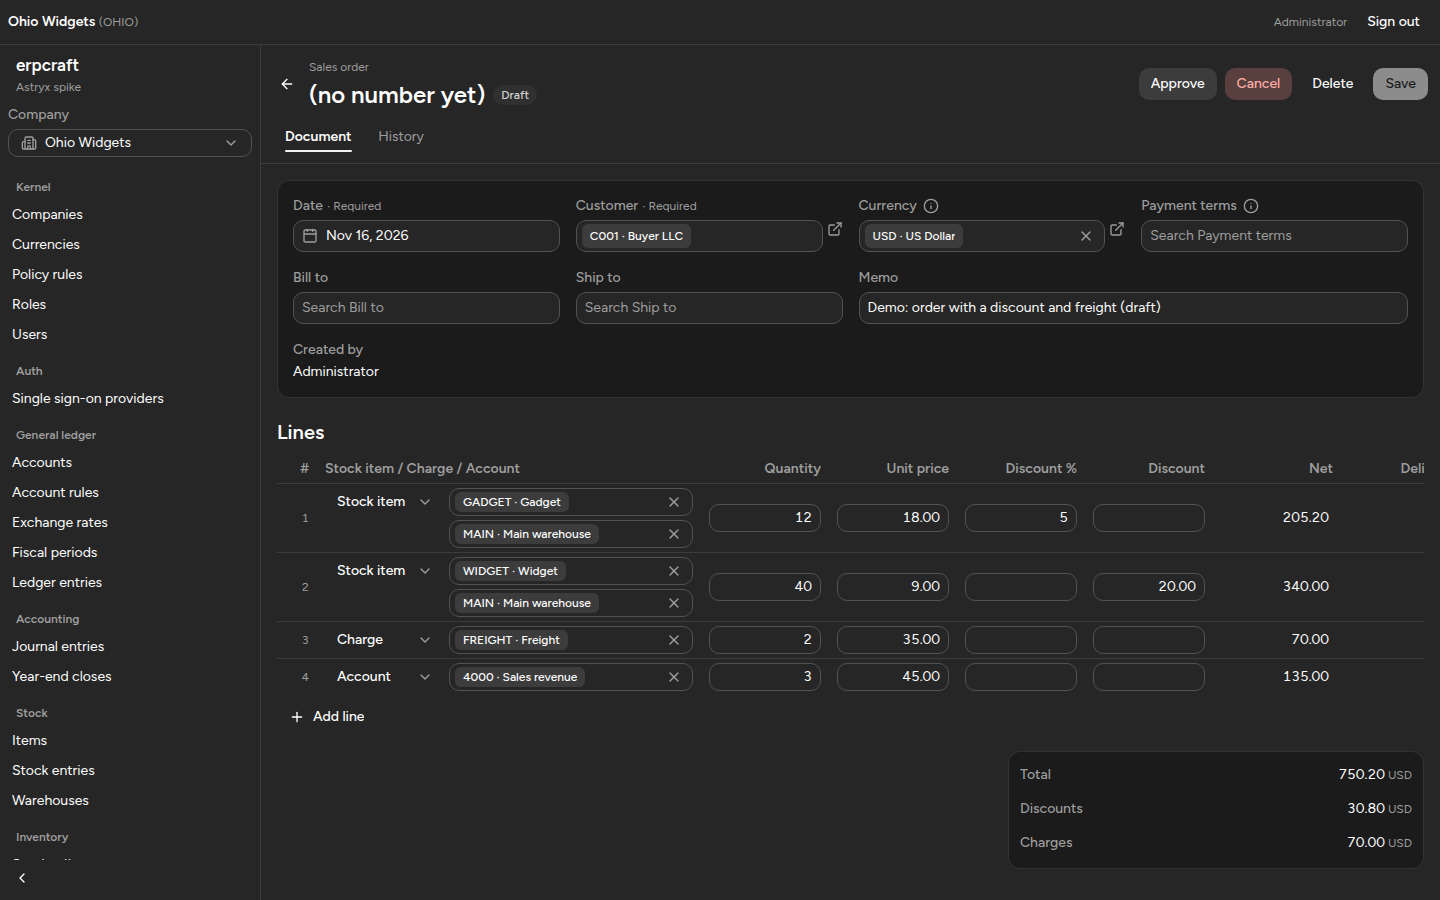 Ohio Widgets (OHIO)
Administrator
Sign out
erpcraft
Astryx spike
Company
Ohio Widgets
Kernel
Companies
Currencies
Policy rules
Roles
Users
Auth
Single sign-on providers
General ledger
Accounts
Account rules
Exchange rates
Fiscal periods
Ledger entries
Accounting
Journal entries
Year-end closes
Stock
Items
Stock entries
Warehouses
Inventory
Sales order
(no number yet) Draft
Approve Cancel Delete Save
Document History
Date · Required Customer · Required Currency Payment terms
Nov 16, 2026 C001 · Buyer LLC USD · US Dollar Search Payment terms
Bill to Ship to Memo
Search Bill to Search Ship to Demo: order with a discount and freight (draft)
Created by
Administrator
Lines
# Stock item / Charge / Account Quantity Unit price Discount % Discount Net Deli
1 Stock item GADGET · Gadget 12 18.00 5 205.20
MAIN · Main warehouse
2 Stock item WIDGET · Widget 40 9.00 20.00 340.00
MAIN · Main warehouse
3 Charge FREIGHT · Freight 2 35.00 70.00
4 Account 4000 · Sales revenue 3 45.00 135.00
Add line
Total 750.20 USD
Discounts 30.80 USD
Charges 70.00 USD